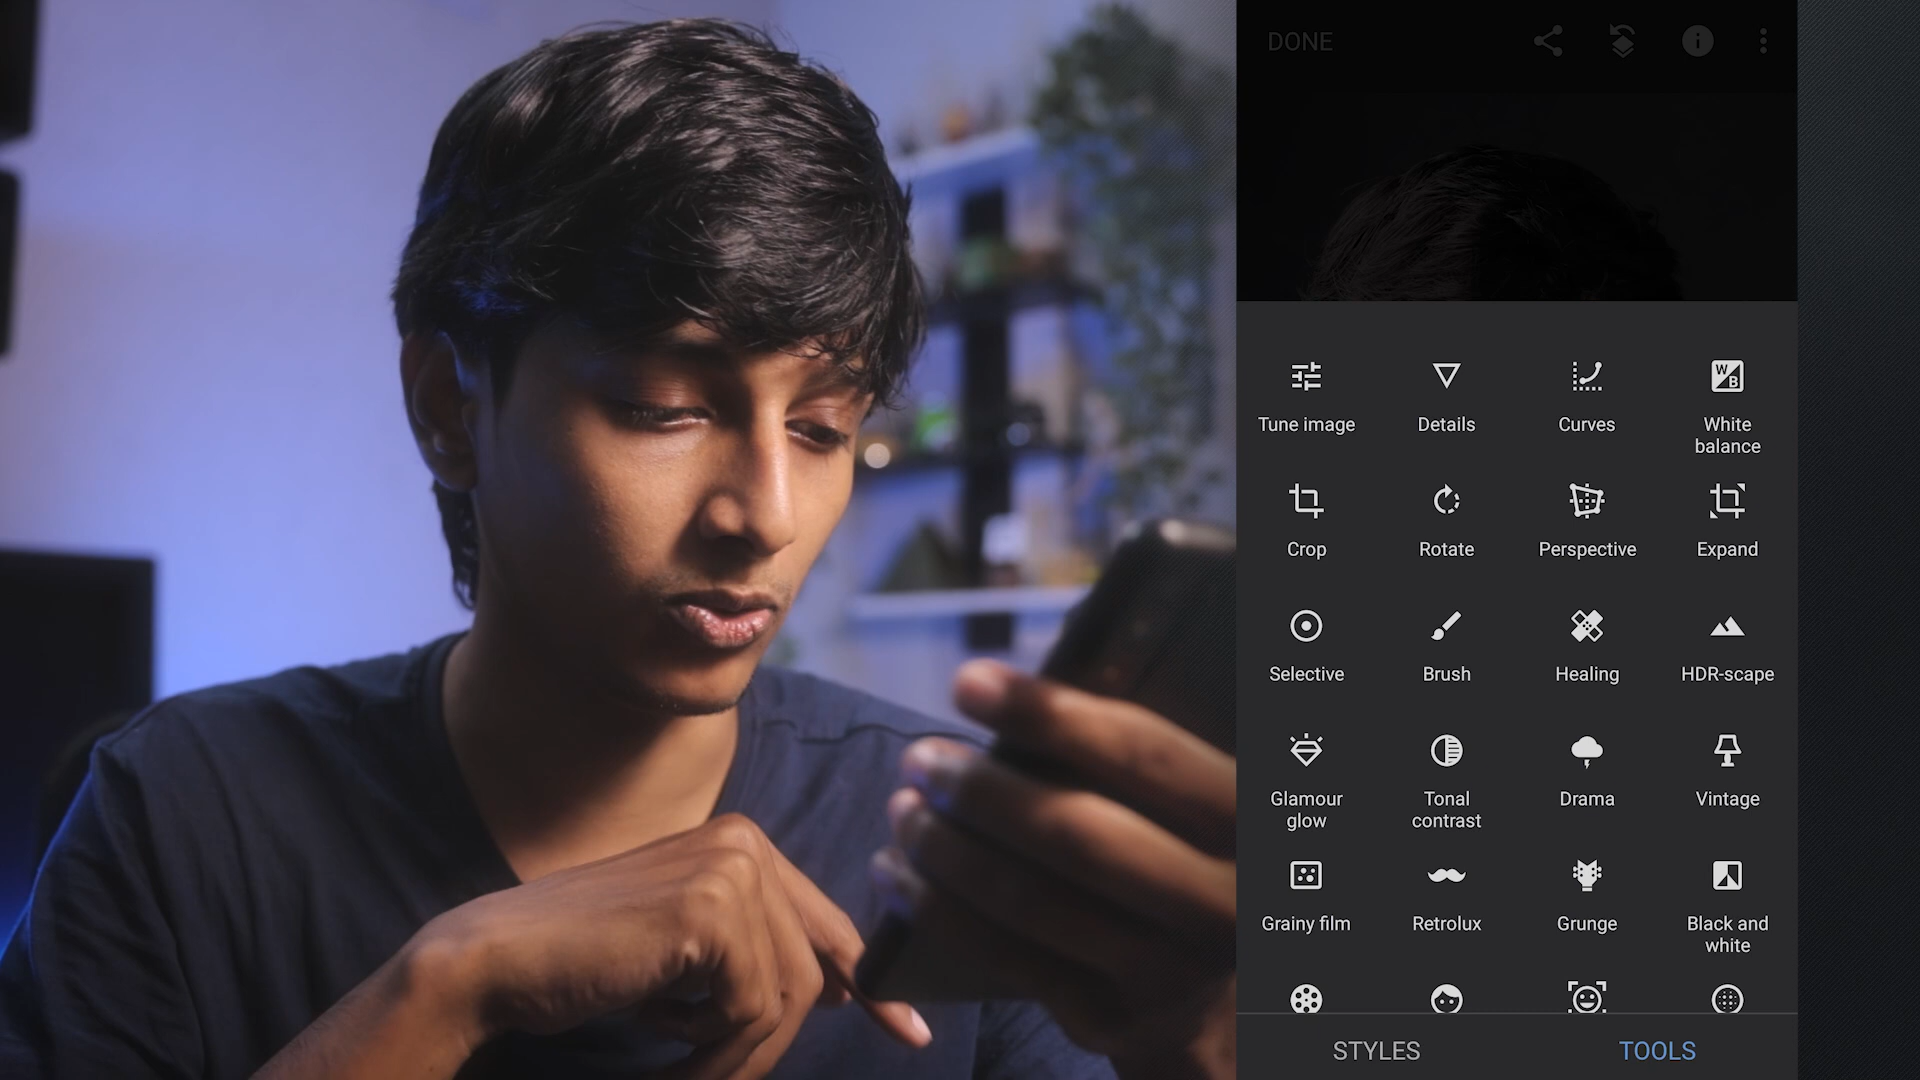 DONE
Tune image
Details
Curves
White
balance
Crop
Rotate
Perspective
Expand
Selective
Brush
Healing
HDR-scape
Glamour
glow
Tonal
contrast
Drama
Vintage
Grainy film
Retrolux
Grunge
Black and
white
STYLES
TOOLS